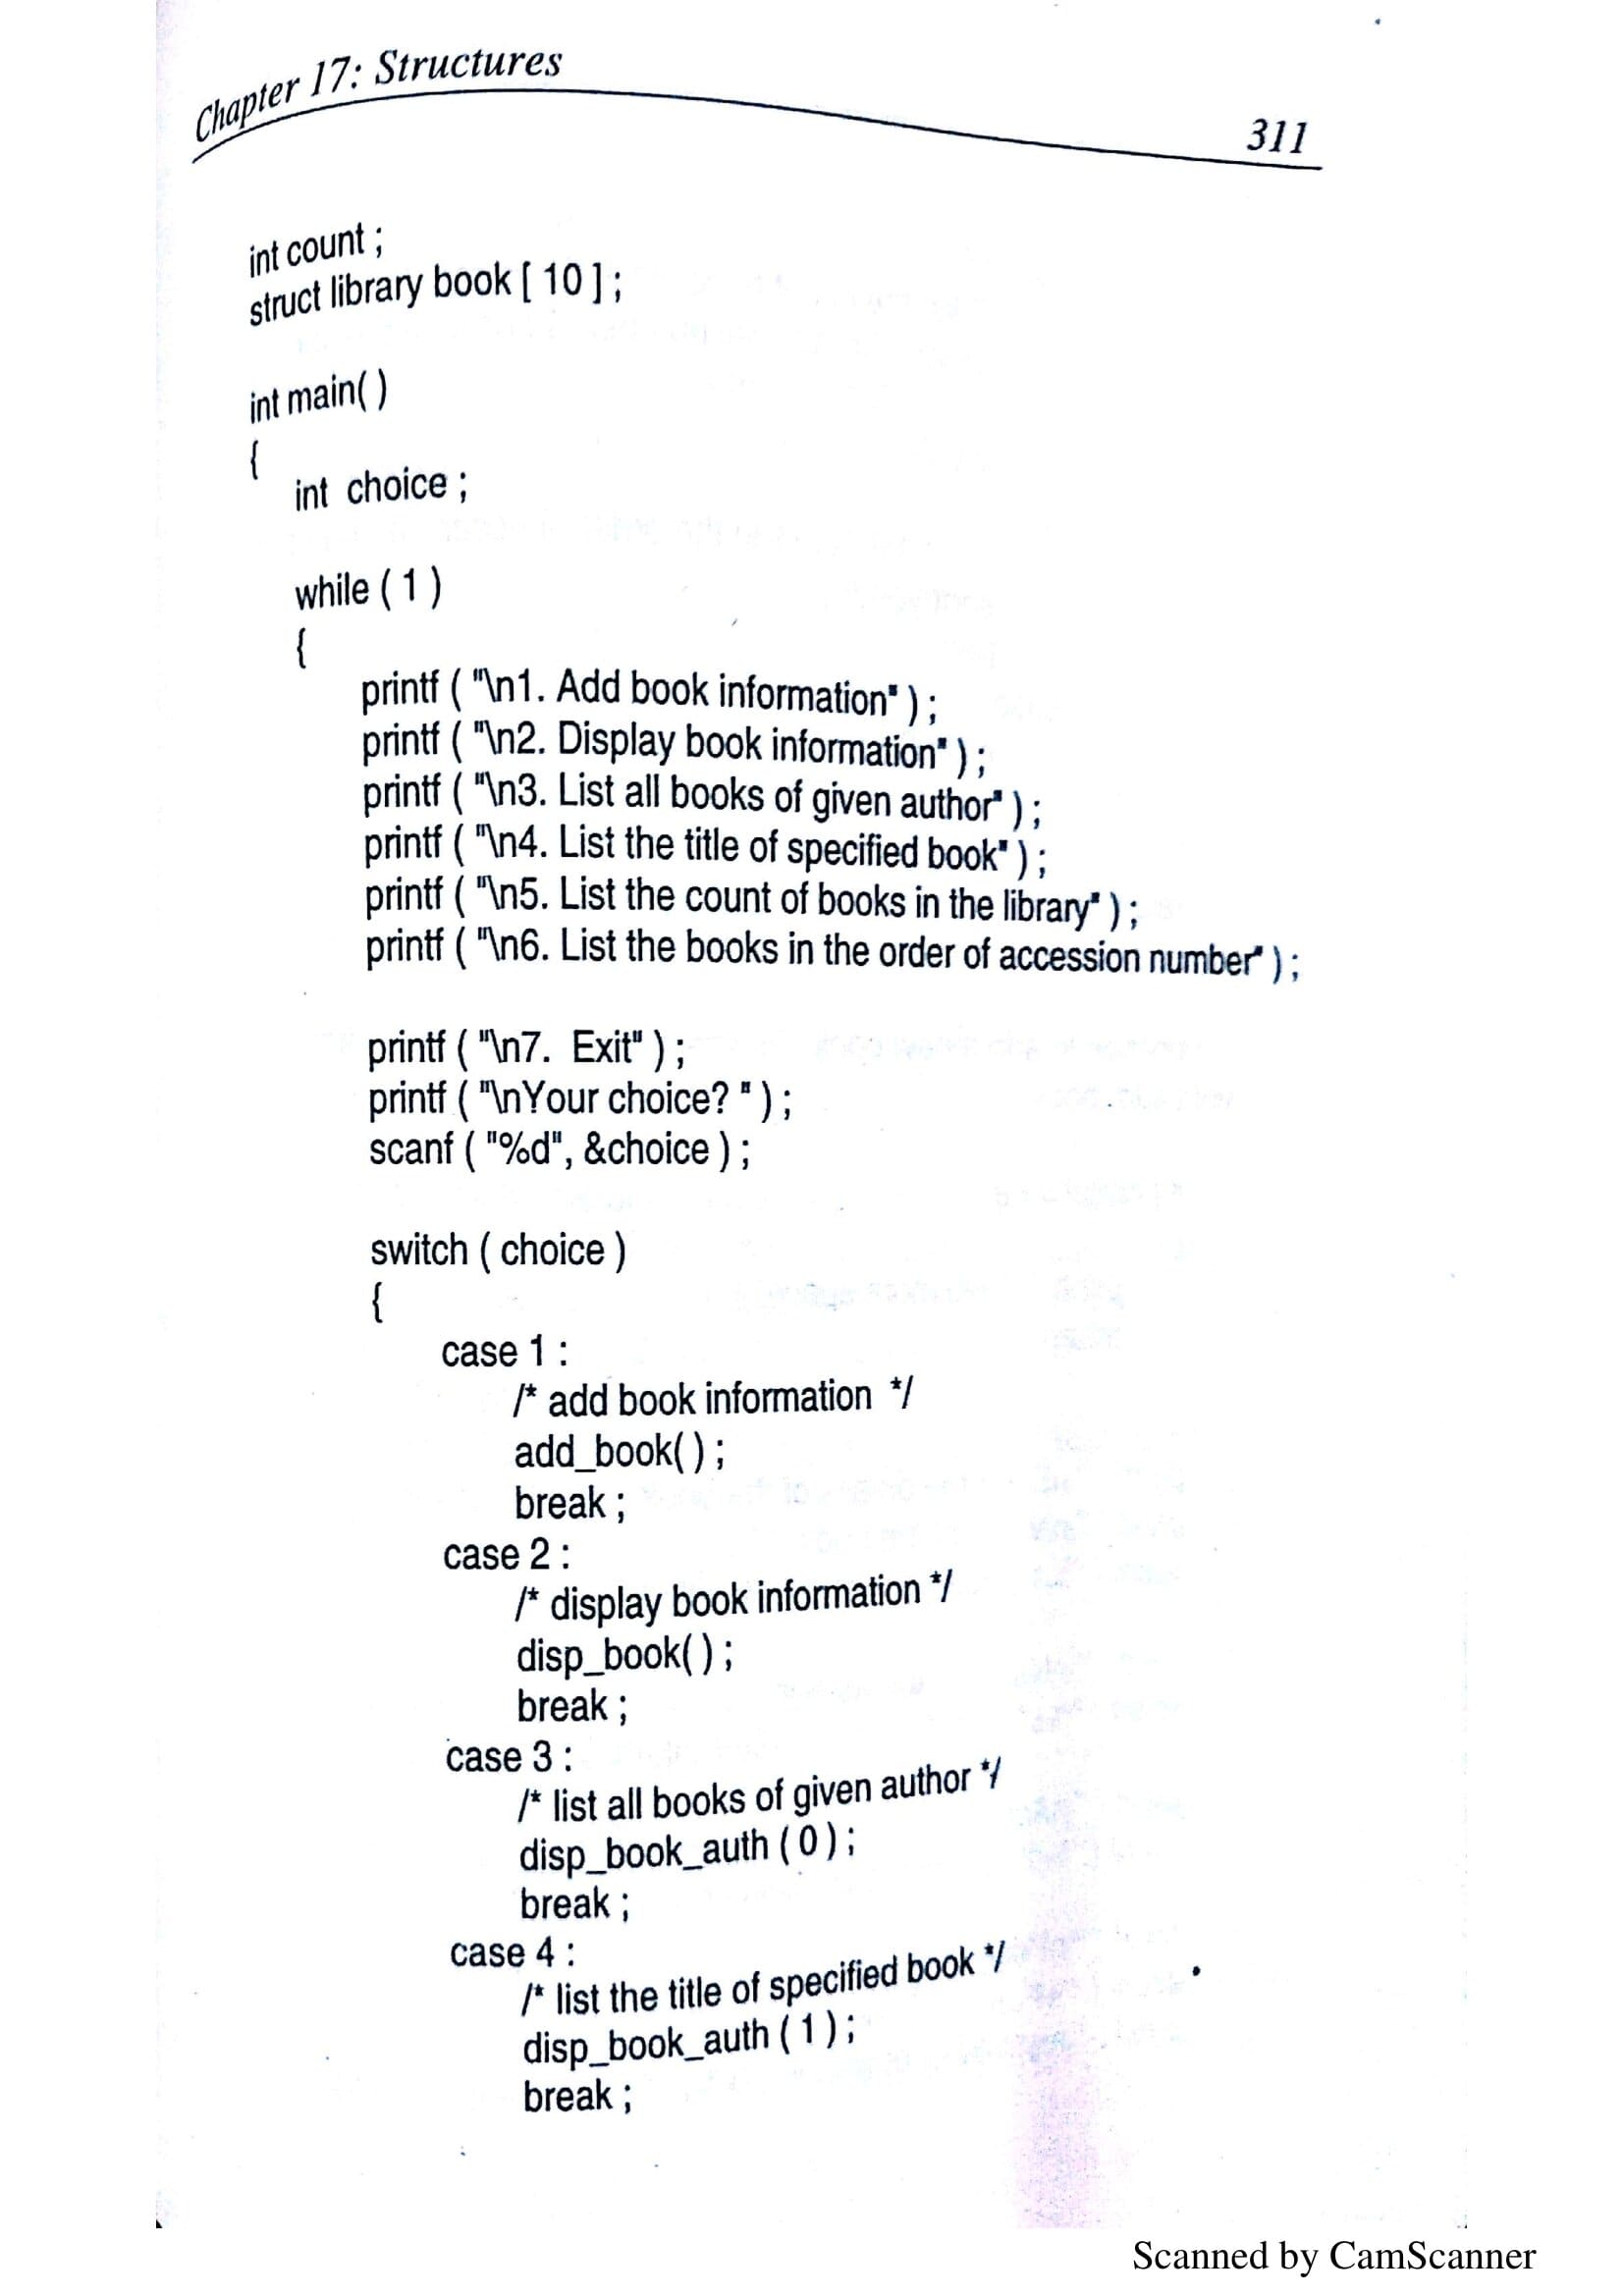 Chapter 17: Structures
311
int count ;
struct library book [ 10 ] ;
int main( )
{
int choice ;
while ( 1 )
{
printf ( "\n1. Add book information" ) ;
printf ( "\n2. Display book information" ) ;
printf ( "\n3. List all books of given author" ) ;
printf ( "\n4. List the title of specified book" ) ;
printf ( "\n5. List the count of books in the library" ) ;
printf ( "\n6. List the books in the order of accession number" ) ;
printf ( "\n7. Exit" ) ;
printf ( "\nYour choice? " ) ;
scanf ( "%d", &choice ) ;
switch ( choice )
{
case 1 :
/* add book information */
add_book( ) ;
break ;
case 2 :
/* display book information */
disp_book( ) ;
break ;
case 3 :
/* list all books of given author */
disp_book_auth ( 0 ) ;
break ;
case 4 :
/* list the title of specified book */
disp_book_auth ( 1 ) ;
break ;
Scanned by CamScanner